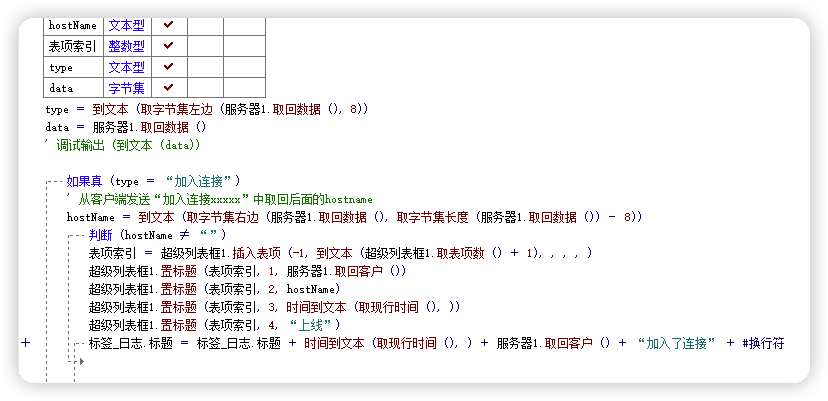 hostName 文本型 ✓
表项索引 整数型 ✓
type 文本型 ✓
data 字节集 ✓
type = 到文本 (取字节集左边 (服务器1.取回数据 (), 8))
data = 服务器1.取回数据 ()
' 调试输出 (到文本 (data))
如果真 (type = “加入连接”)
' 从客户端发送“加入连接xxxxx”中取回后面的hostname
hostName = 到文本 (取字节集右边 (服务器1.取回数据 (), 取字节集长度 (服务器1.取回数据 ()) - 8))
判断 (hostName ≠ “”)
表项索引 = 超级列表框1.插入表项 (-1, 到文本 (超级列表框1.取表项数 () + 1), , , , )
超级列表框1.置标题 (表项索引, 1, 服务器1.取回客户 ())
超级列表框1.置标题 (表项索引, 2, hostName)
超级列表框1.置标题 (表项索引, 3, 时间到文本 (取现行时间 (), ))
超级列表框1.置标题 (表项索引, 4, “上线”)
+ 标签_日志.标题 = 标签_日志.标题 + 时间到文本 (取现行时间 (), ) + 服务器1.取回客户 () + “加入了连接” + #换行符